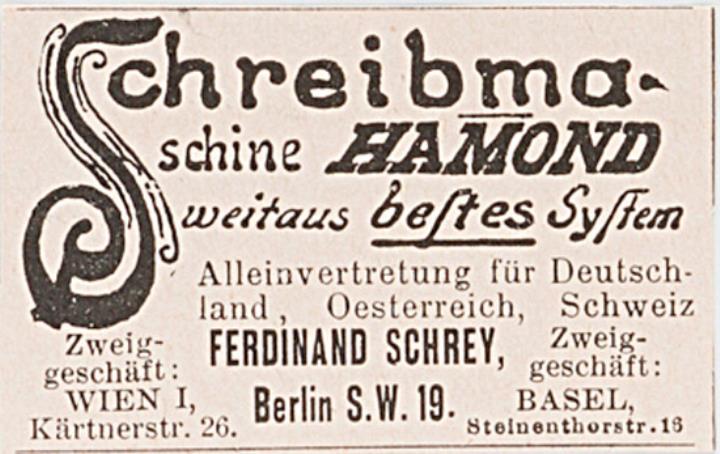 Schreibma-
schine HAMOND
weitaus beſtes Syſtem
Alleinvertretung für Deutsch-
land, Oesterreich, Schweiz
FERDINAND SCHREY,
Berlin S.W. 19.
Zweig-
geschäft:
WIEN I,
Kärtnerstr. 26.
Zweig-
geschäft:
BASEL,
Steinenthorstr. 16